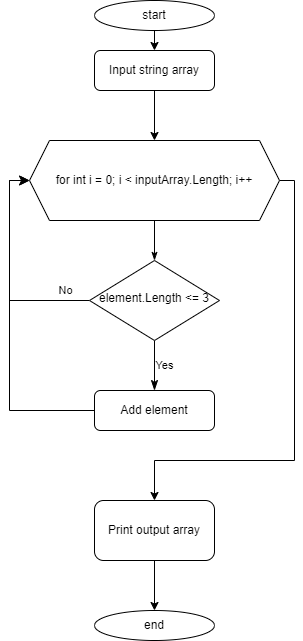 start
Input string array
for int i = 0; i < inputArray.Length; i++
element.Length <= 3
No
Yes
Add element
Print output array
end